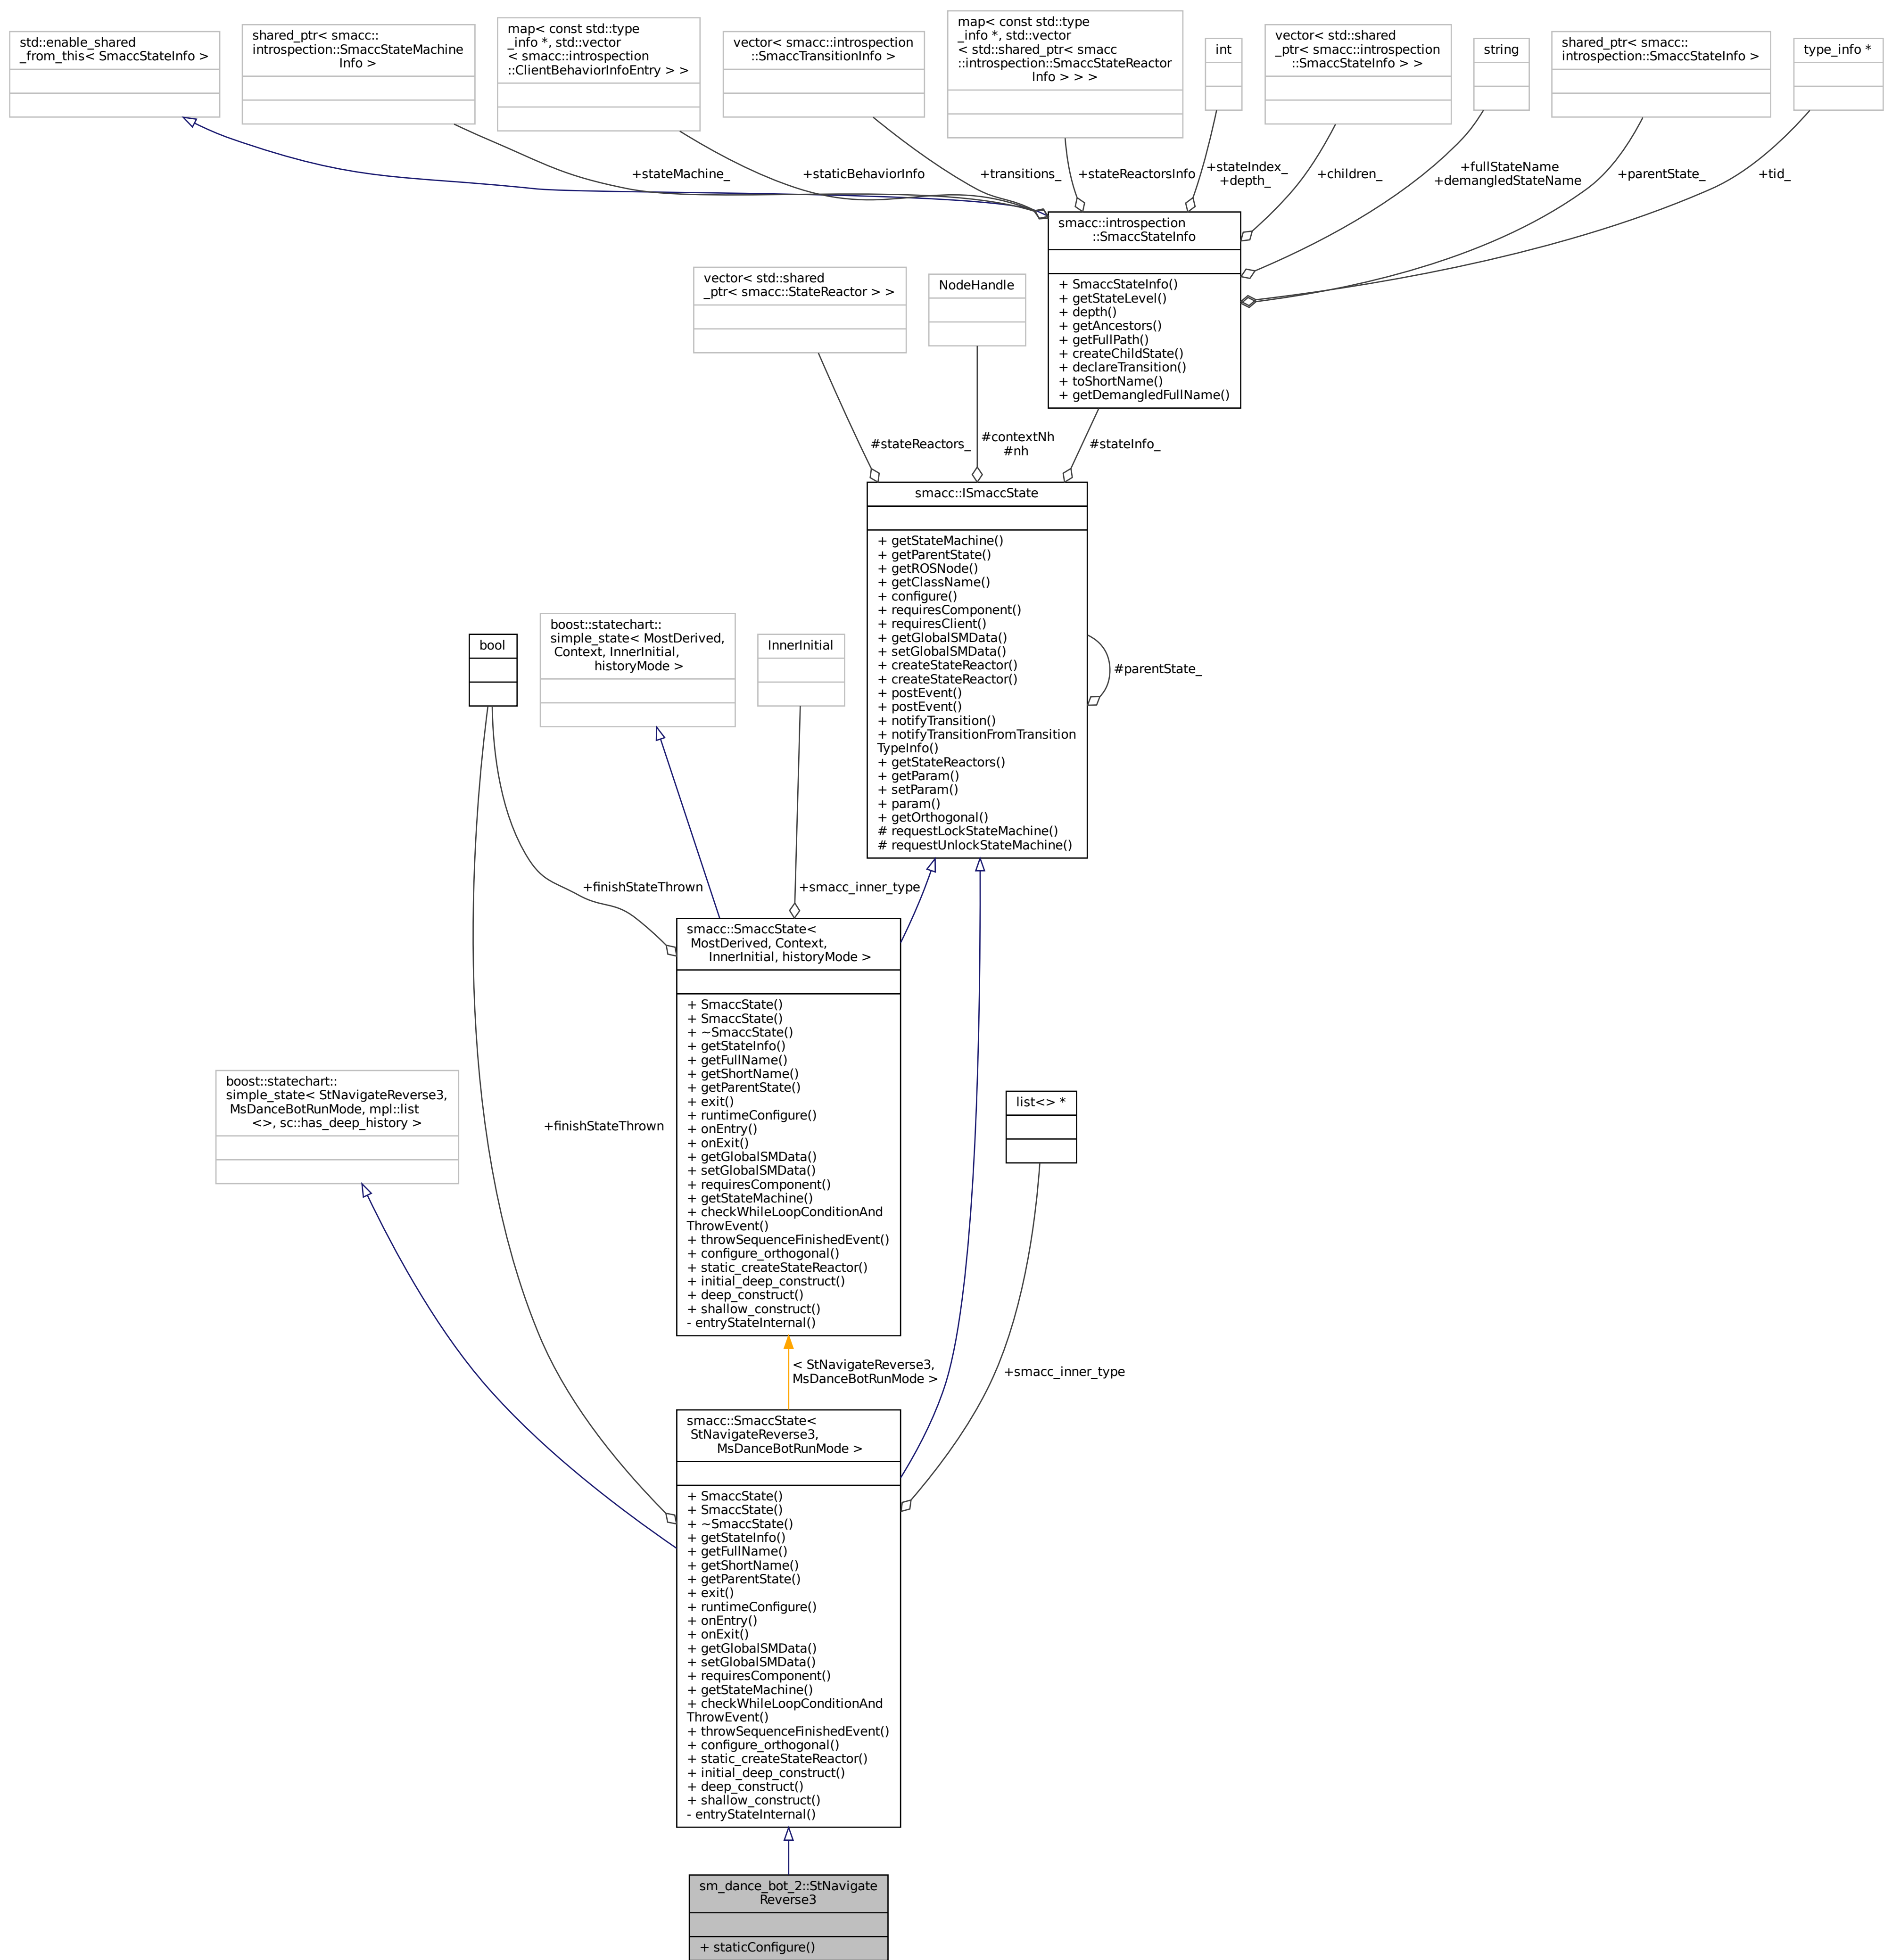 std::enable_shared
_from_this< SmaccStateInfo >
shared_ptr< smacc::
introspection::SmaccStateMachine
Info >
map< const std::type
_info *, std::vector
< smacc::introspection
::ClientBehaviorInfoEntry > >
vector< smacc::introspection
::SmaccTransitionInfo >
map< const std::type
_info *, std::vector
< std::shared_ptr< smacc
::introspection::SmaccStateReactor
Info > > >
int
vector< std::shared
_ptr< smacc::introspection
::SmaccStateInfo > >
string
shared_ptr< smacc::
introspection::SmaccStateInfo >
type_info *
+stateMachine_
+staticBehaviorInfo
+transitions_
+stateReactorsInfo
+stateIndex_
+depth_
+children_
+fullStateName
+demangledStateName
+parentState_
+tid_
smacc::introspection
::SmaccStateInfo
+ SmaccStateInfo()
+ getStateLevel()
+ depth()
+ getAncestors()
+ getFullPath()
+ createChildState()
+ declareTransition()
+ toShortName()
+ getDemangledFullName()
vector< std::shared
_ptr< smacc::StateReactor > >
NodeHandle
#stateReactors_
#contextNh
#nh
#stateInfo_
smacc::ISmaccState
+ getStateMachine()
+ getParentState()
+ getROSNode()
+ getClassName()
+ configure()
+ requiresComponent()
+ requiresClient()
+ getGlobalSMData()
+ setGlobalSMData()
+ createStateReactor()
+ createStateReactor()
+ postEvent()
+ postEvent()
+ notifyTransition()
+ notifyTransitionFromTransition
TypeInfo()
+ getStateReactors()
+ getParam()
+ setParam()
+ param()
+ getOrthogonal()
# requestLockStateMachine()
# requestUnlockStateMachine()
#parentState_
bool
boost::statechart::
simple_state< MostDerived,
Context, InnerInitial,
historyMode >
InnerInitial
+finishStateThrown
+smacc_inner_type
smacc::SmaccState<
MostDerived, Context,
InnerInitial, historyMode >
+ SmaccState()
+ SmaccState()
+ ~SmaccState()
+ getStateInfo()
+ getFullName()
+ getShortName()
+ getParentState()
+ exit()
+ runtimeConfigure()
+ onEntry()
+ onExit()
+ getGlobalSMData()
+ setGlobalSMData()
+ requiresComponent()
+ getStateMachine()
+ checkWhileLoopConditionAnd
ThrowEvent()
+ throwSequenceFinishedEvent()
+ configure_orthogonal()
+ static_createStateReactor()
+ initial_deep_construct()
+ deep_construct()
+ shallow_construct()
- entryStateInternal()
boost::statechart::
simple_state< StNavigateReverse3,
MsDanceBotRunMode, mpl::list
<>, sc::has_deep_history >
+finishStateThrown
list<> *
< StNavigateReverse3,
MsDanceBotRunMode >
+smacc_inner_type
smacc::SmaccState<
StNavigateReverse3,
MsDanceBotRunMode >
+ SmaccState()
+ SmaccState()
+ ~SmaccState()
+ getStateInfo()
+ getFullName()
+ getShortName()
+ getParentState()
+ exit()
+ runtimeConfigure()
+ onEntry()
+ onExit()
+ getGlobalSMData()
+ setGlobalSMData()
+ requiresComponent()
+ getStateMachine()
+ checkWhileLoopConditionAnd
ThrowEvent()
+ throwSequenceFinishedEvent()
+ configure_orthogonal()
+ static_createStateReactor()
+ initial_deep_construct()
+ deep_construct()
+ shallow_construct()
- entryStateInternal()
sm_dance_bot_2::StNavigate
Reverse3
+ staticConfigure()